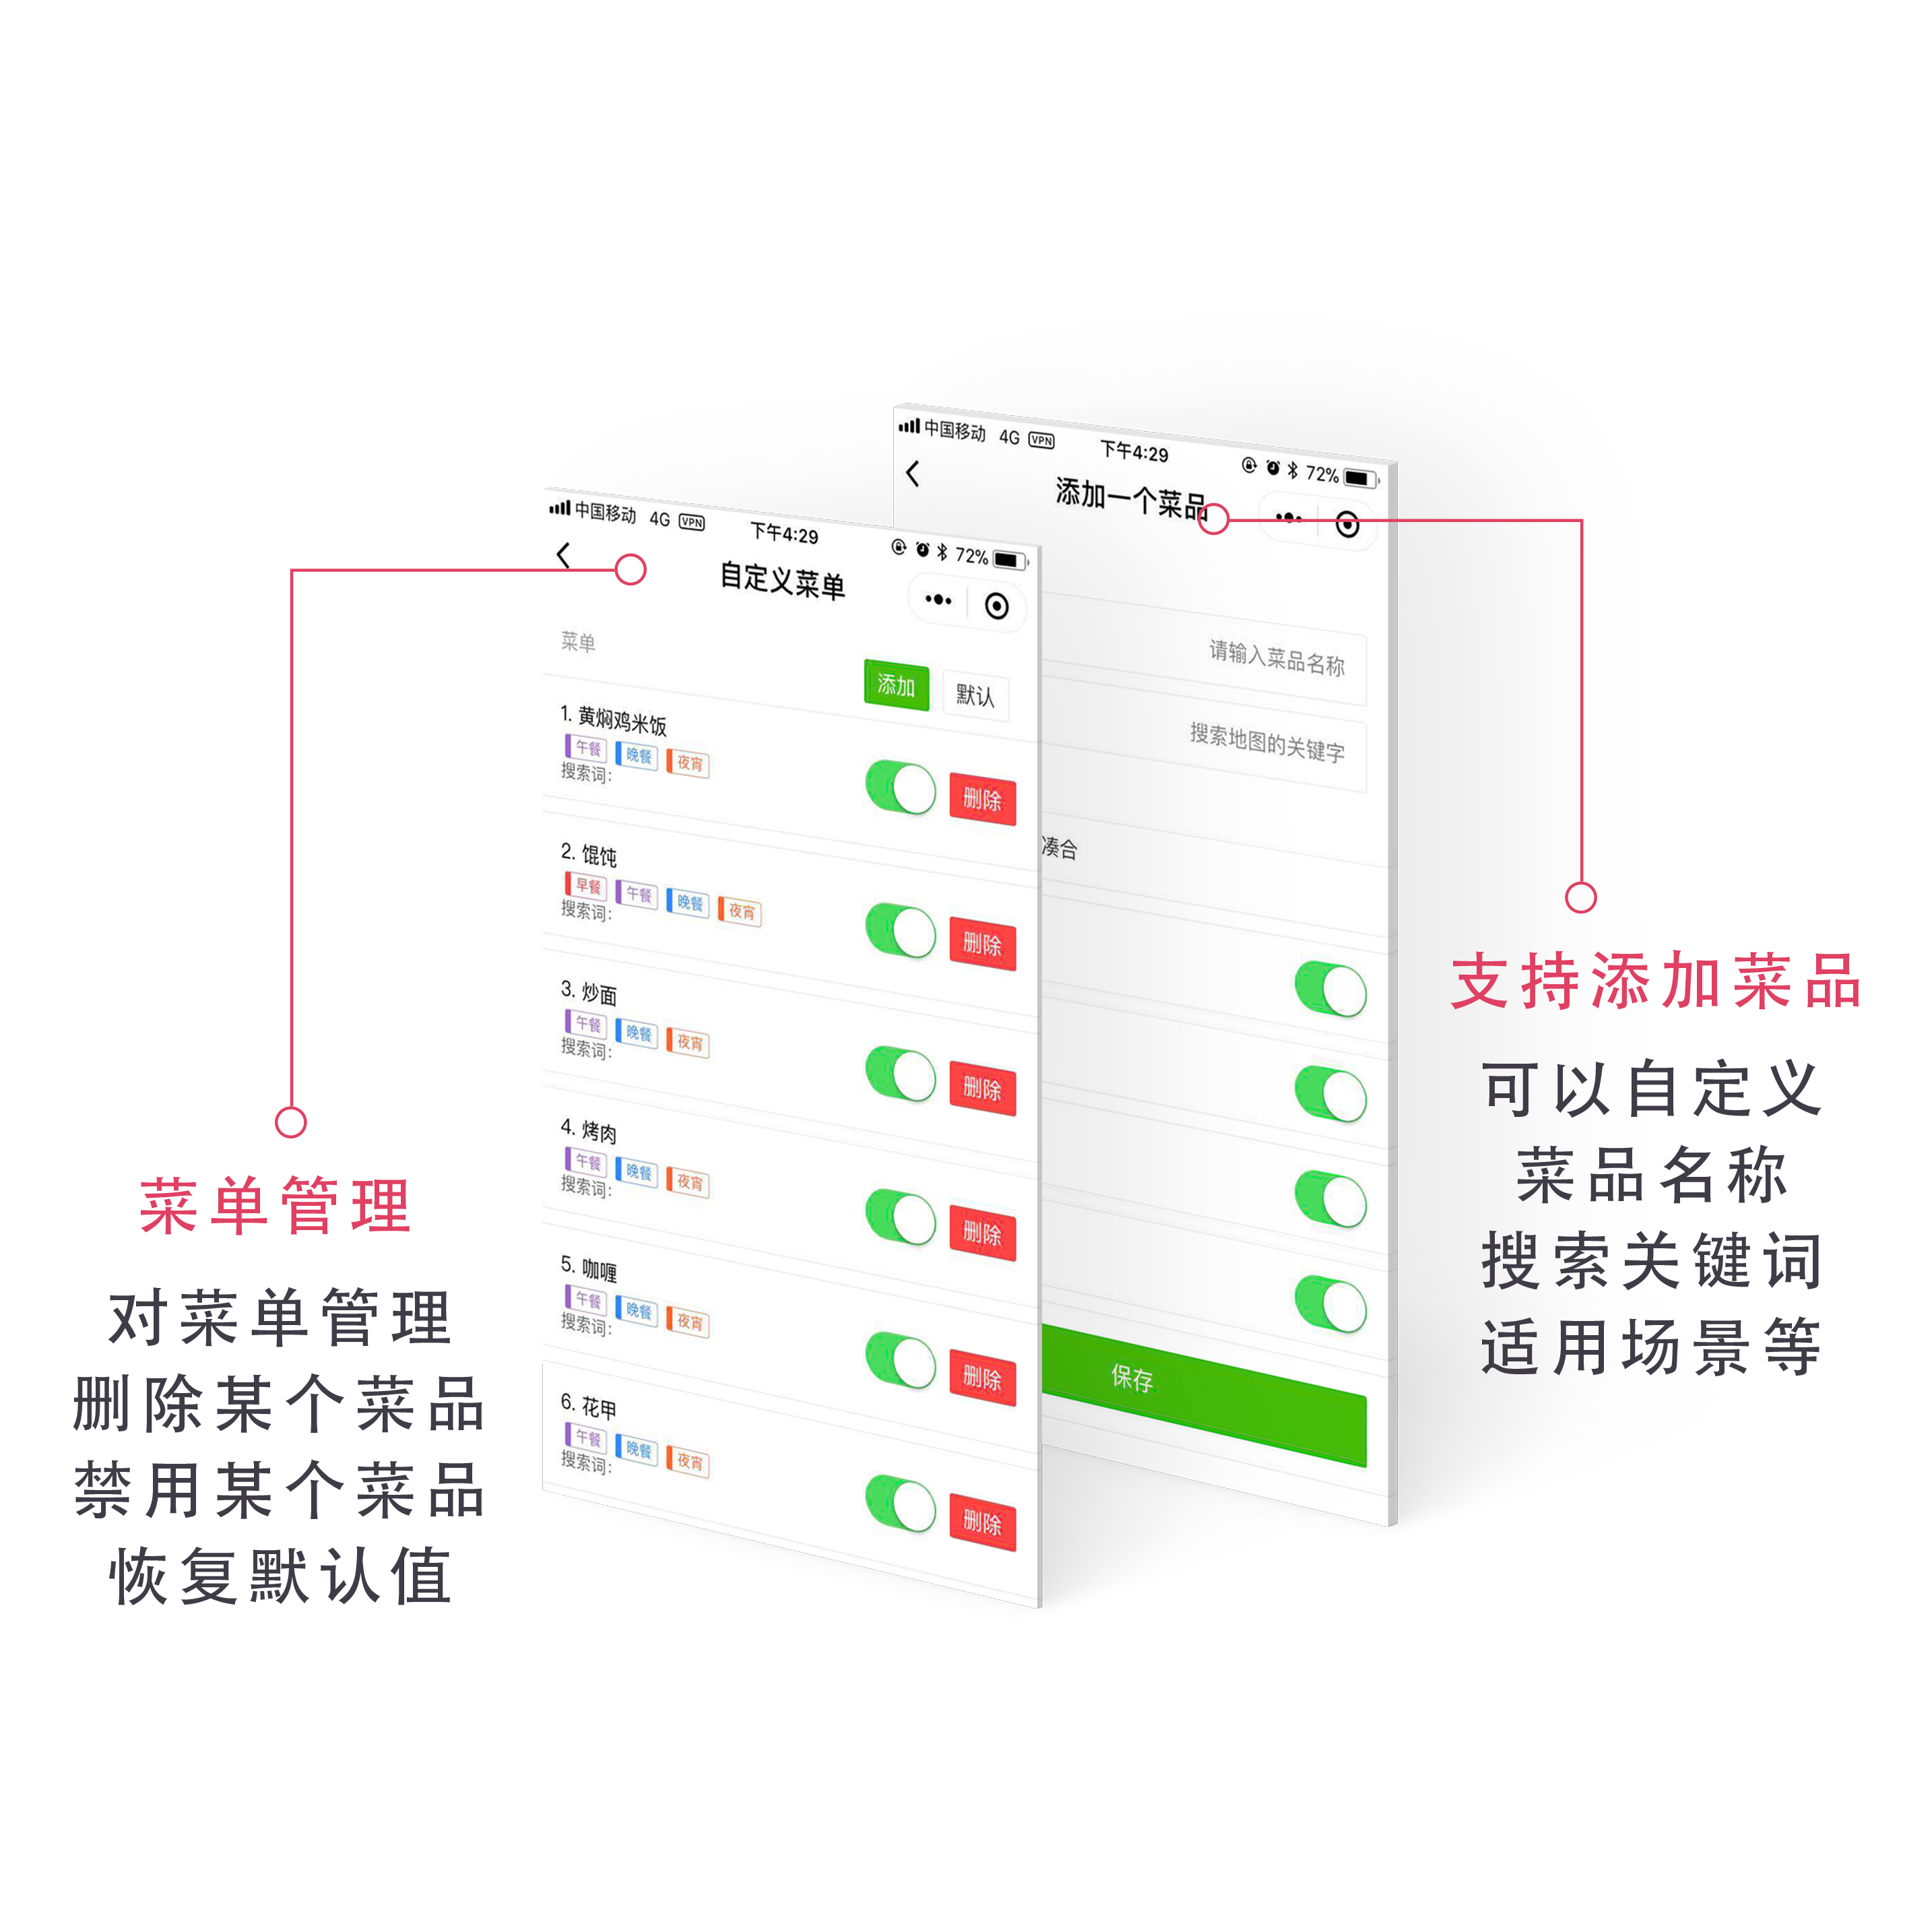 中国移动 4G VPN 下午4:29 72%
添加一个菜品
请输入菜品名称
搜索地图的关键字
凑合
保存
中国移动 4G VPN 下午4:29 72%
自定义菜单
菜单
添加 默认
1. 黄焖鸡米饭
午餐 晚餐 夜宵
搜索词:
删除
2. 馄饨
早餐 午餐 晚餐 夜宵
搜索词:
删除
3. 炒面
午餐 晚餐 夜宵
搜索词:
删除
4. 烤肉
午餐 晚餐 夜宵
搜索词:
删除
5. 咖喱
午餐 晚餐 夜宵
搜索词:
删除
6. 花甲
午餐 晚餐 夜宵
搜索词:
删除
菜单管理
对菜单管理
删除某个菜品
禁用某个菜品
恢复默认值
支持添加菜品
可以自定义
菜品名称
搜索关键词
适用场景等